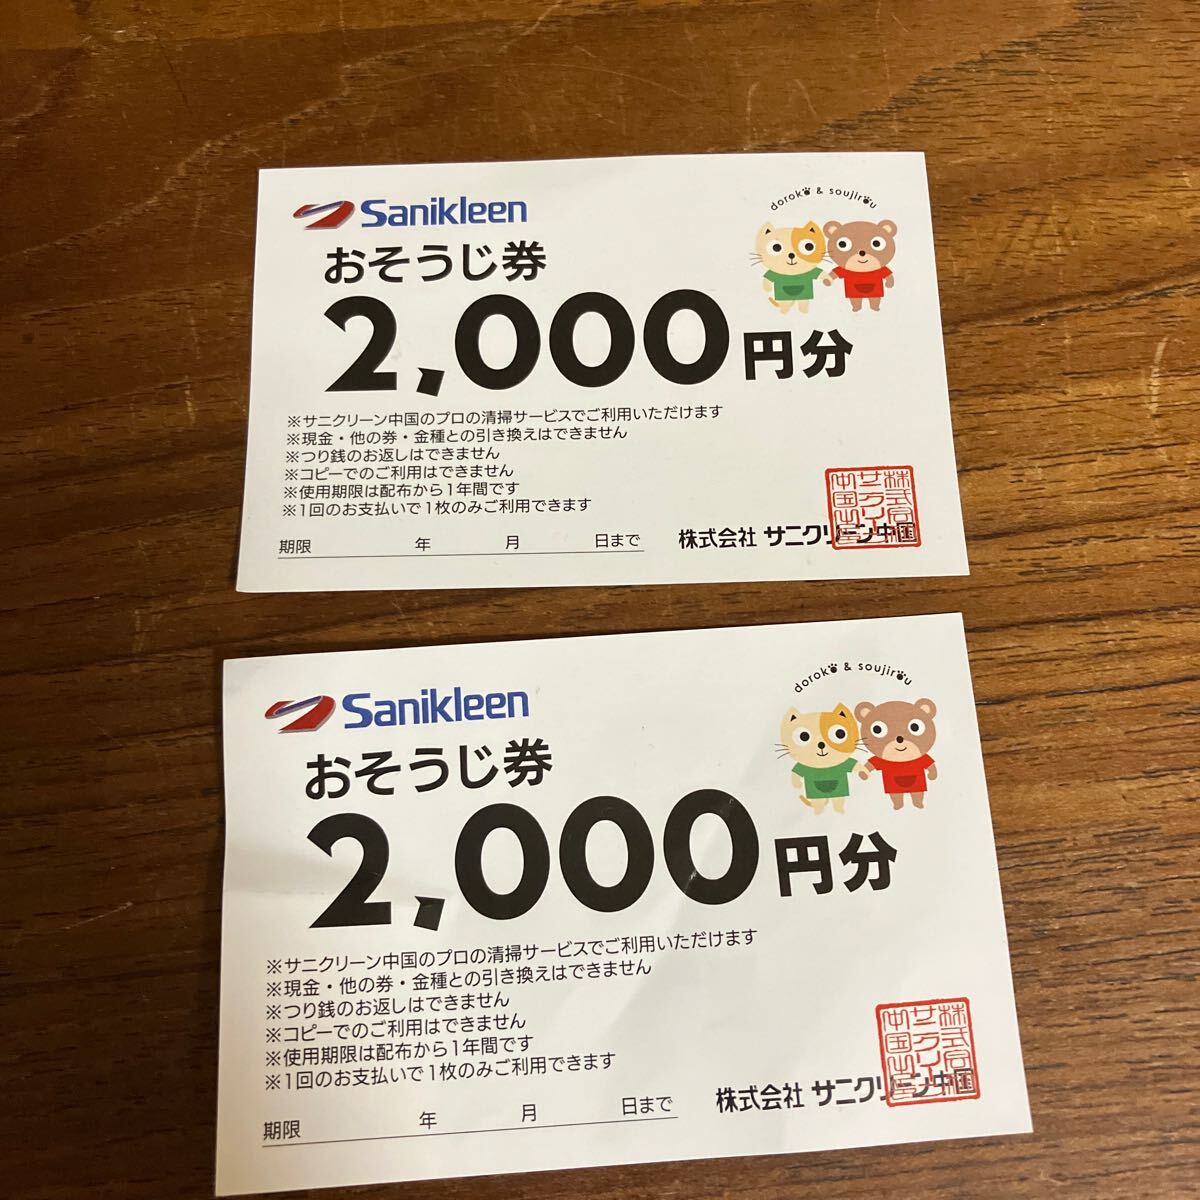 Sanikleen
doroko & soujirou
おそうじ券
2,000円分
※サニクリーン中国のプロの清掃サービスでご利用いただけます
※現金・他の券・金種との引き換えはできません
※つり銭のお返しはできません
※コピーでのご利用はできません
※使用期限は配布から1年間です
※1回のお支払いで1枚のみご利用できます
期限 年 月 日まで
株式会社 サニクリーン中国
Sanikleen
doroko & soujirou
おそうじ券
2,000円分
※サニクリーン中国のプロの清掃サービスでご利用いただけます
※現金・他の券・金種との引き換えはできません
※つり銭のお返しはできません
※コピーでのご利用はできません
※使用期限は配布から1年間です
※1回のお支払いで1枚のみご利用できます
期限 年 月 日まで
株式会社 サニクリーン中国